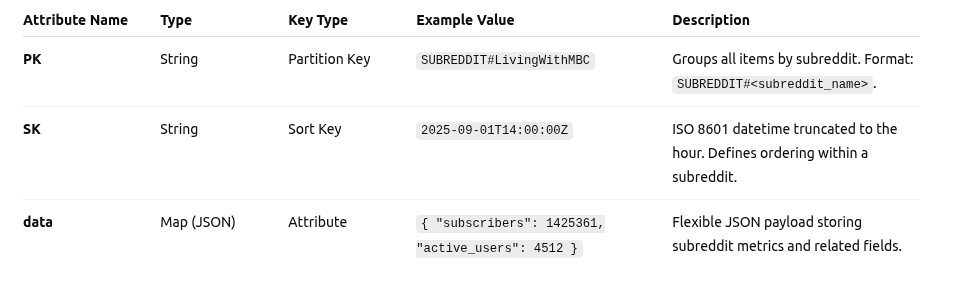 Attribute Name Type Key Type Example Value Description
PK String Partition Key SUBREDDIT#LivingWithMBC Groups all items by subreddit. Format:
SUBREDDIT#<subreddit_name>.
SK String Sort Key 2025-09-01T14:00:00Z ISO 8601 datetime truncated to the
hour. Defines ordering within a
subreddit.
data Map (JSON) Attribute { "subscribers": 1425361, Flexible JSON payload storing
"active_users": 4512 } subreddit metrics and related fields.